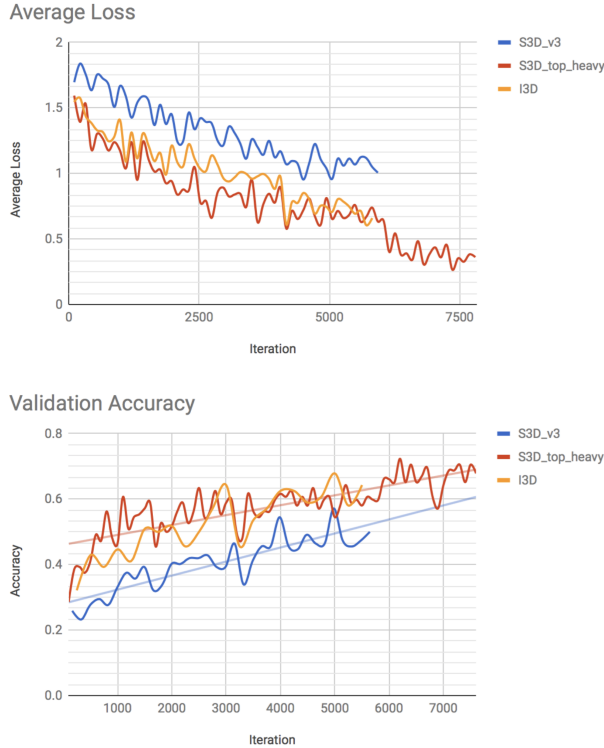 Average Loss
2
1.5
1
0.5
0
Average Loss
0
2500
5000
7500
Iteration
S3D_v3
S3D_top_heavy
I3D
Validation Accuracy
0.8
0.6
0.4
0.2
0.0
Accuracy
1000
2000
3000
4000
5000
6000
7000
Iteration
S3D_v3
S3D_top_heavy
I3D